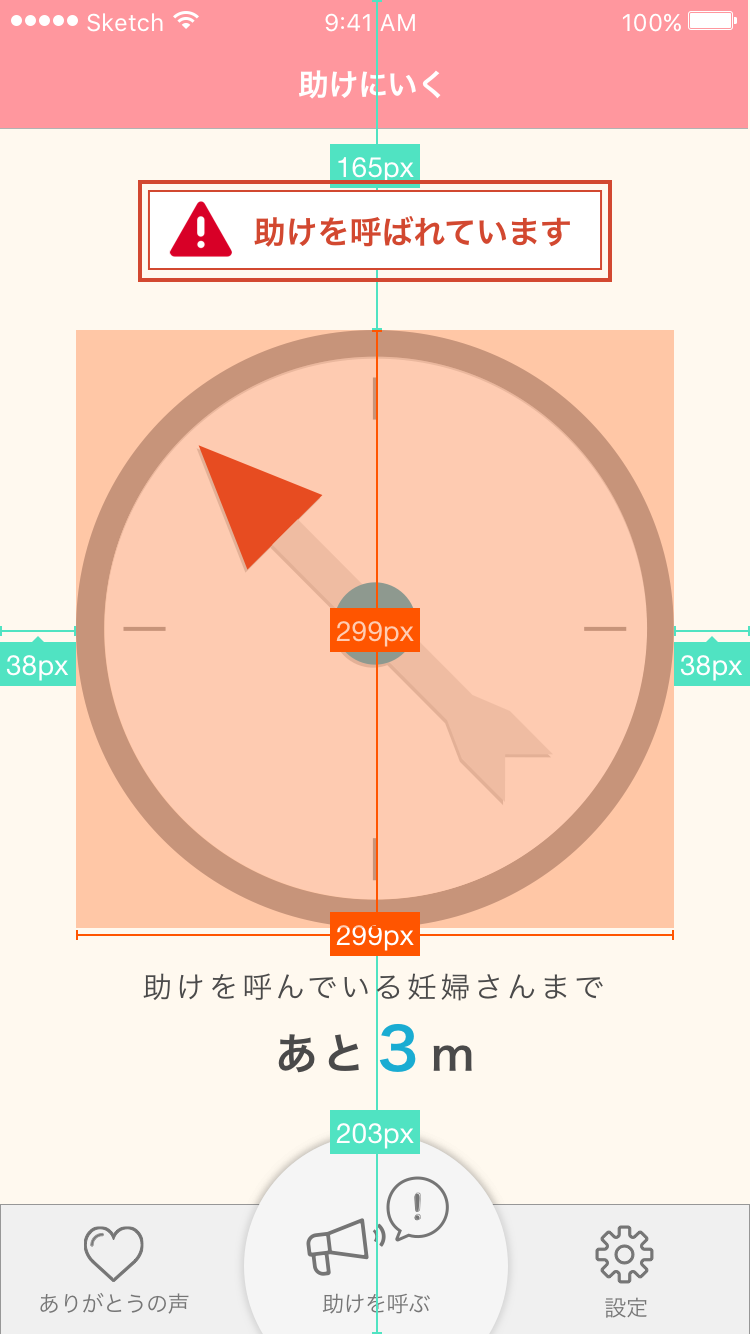 Sketch 9:41 AM 100%
助けにいく
165px
助けを呼ばれています
299px
38px 38px
299px
助けを呼んでいる妊婦さんまで
あと3m
203px
ありがとうの声 助けを呼ぶ 設定